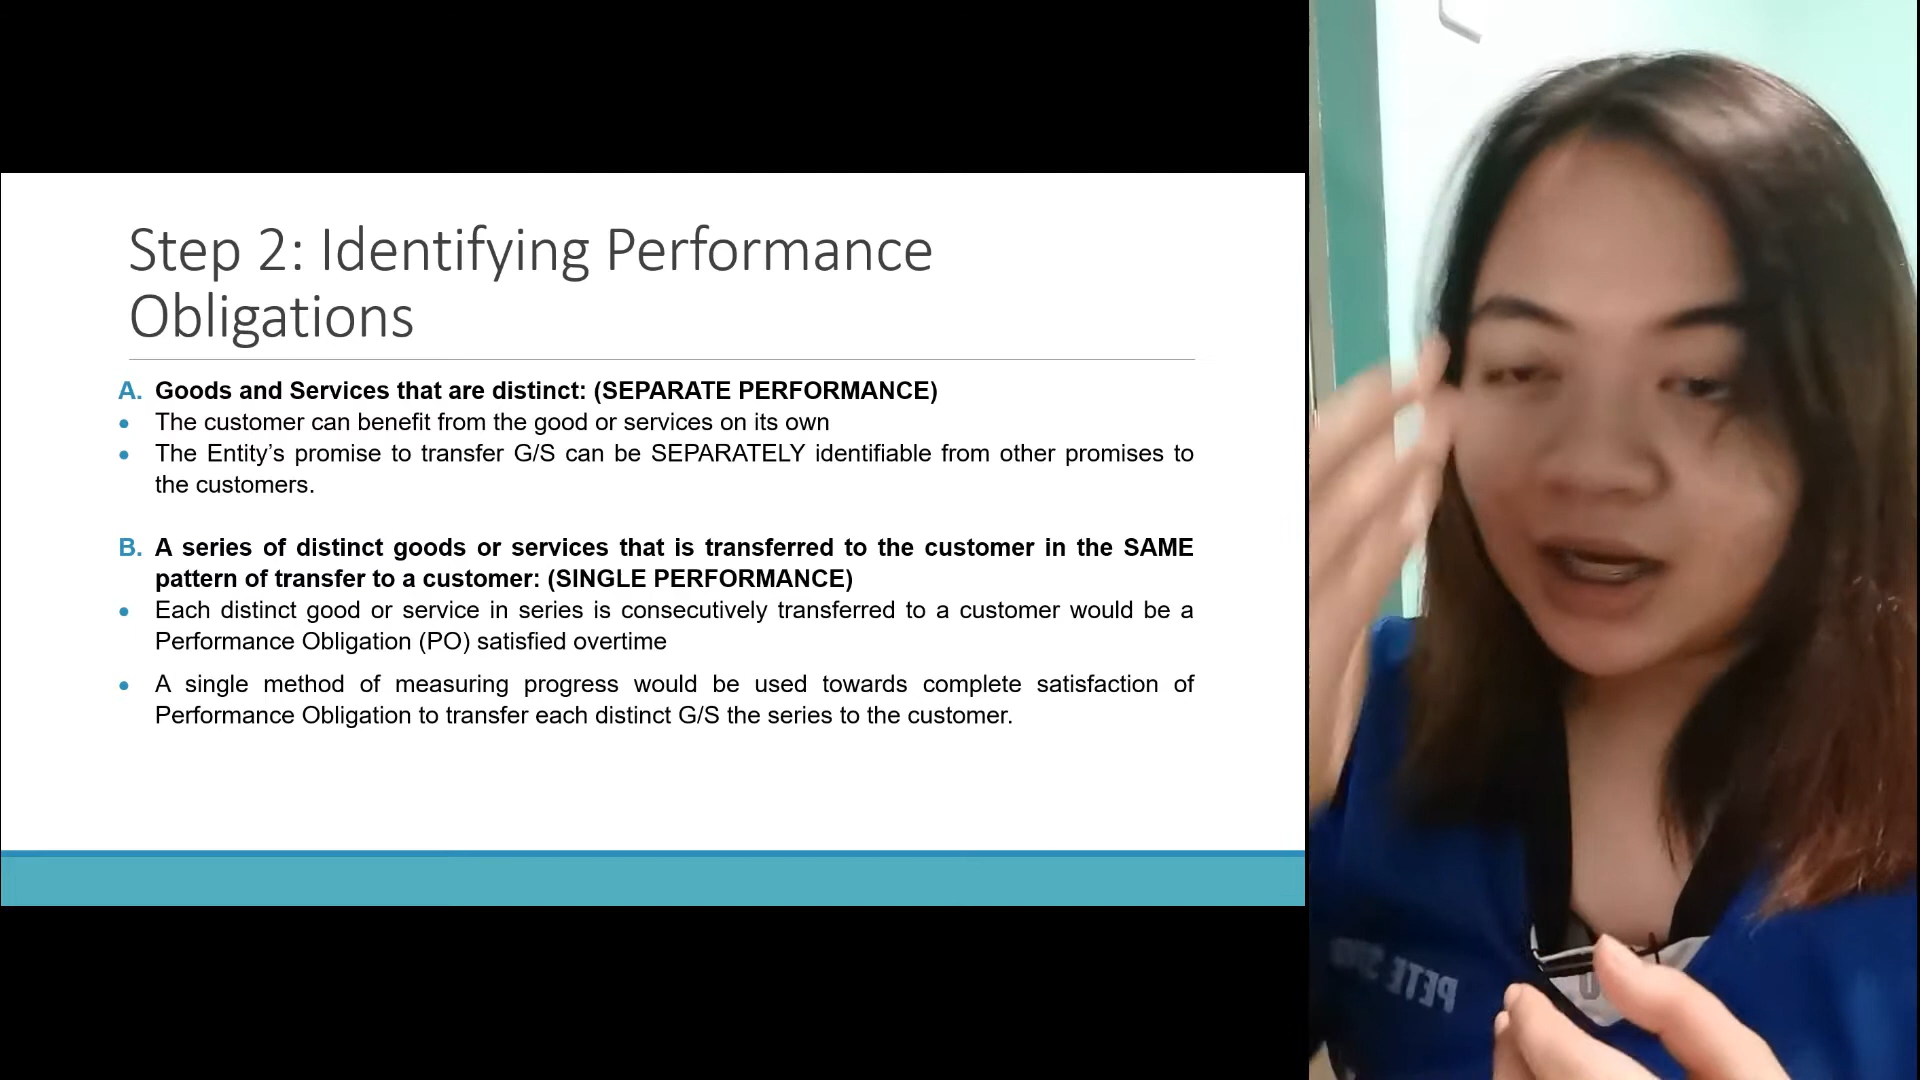 Step 2: Identifying Performance
Obligations
A. Goods and Services that are distinct: (SEPARATE PERFORMANCE)
• The customer can benefit from the good or services on its own
• The Entity’s promise to transfer G/S can be SEPARATELY identifiable from other promises to
the customers.
B. A series of distinct goods or services that is transferred to the customer in the SAME
pattern of transfer to a customer: (SINGLE PERFORMANCE)
• Each distinct good or service in series is consecutively transferred to a customer would be a
Performance Obligation (PO) satisfied overtime
• A single method of measuring progress would be used towards complete satisfaction of
Performance Obligation to transfer each distinct G/S the series to the customer.
PETE